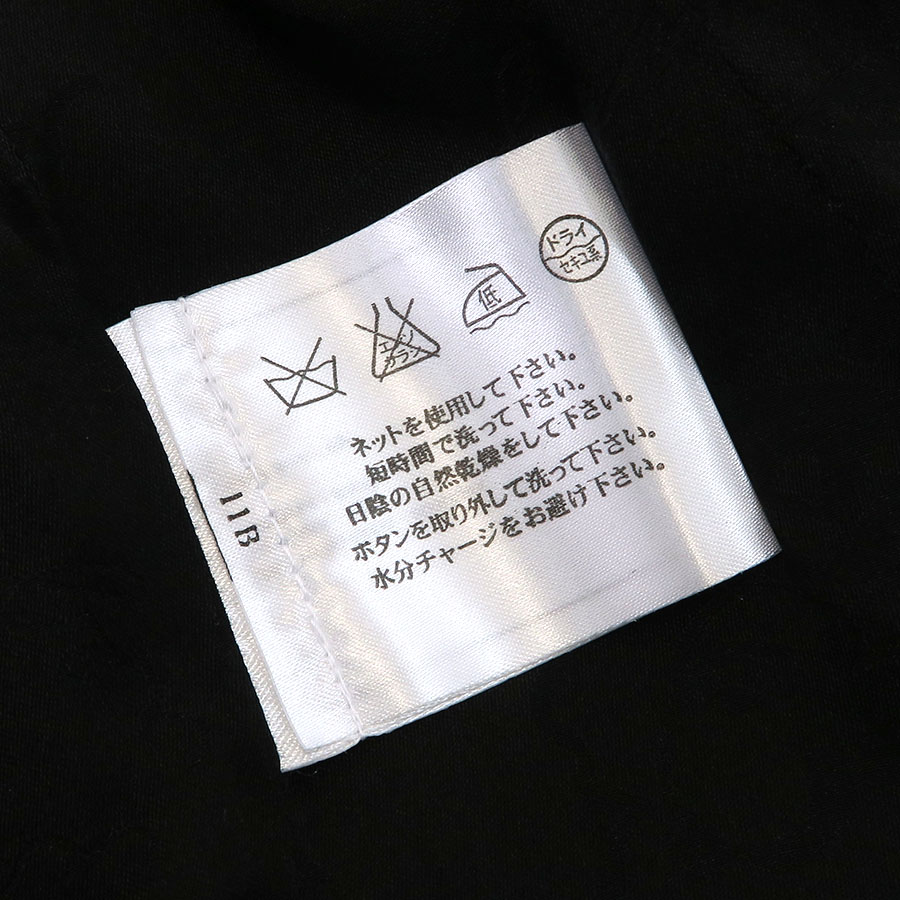 ドライ
セキユ系
低
エンソ
サラシ
ネットを使用して下さい。
短時間で洗って下さい。
日陰の自然乾燥をして下さい。
ボタンを取り外して洗って下さい。
水分チャージをお避け下さい。
11B